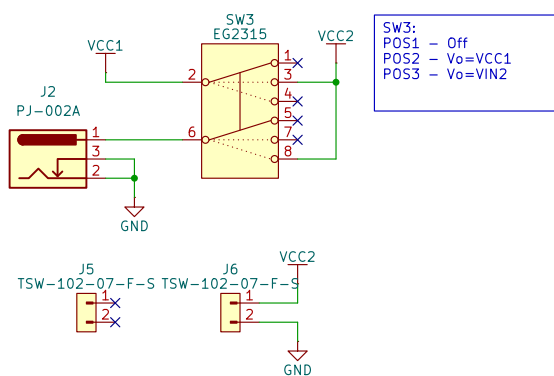 SW3
EG2315
VCC1
VCC2
1
2
3
4
5
6
7
8
SW3:
POS1 - Off
POS2 - Vo=VCC1
POS3 - Vo=VIN2
J2
PJ-002A
1
3
2
GND
J5
TSW-102-07-F-S
1
2
J6
TSW-102-07-F-S
1
2
VCC2
GND